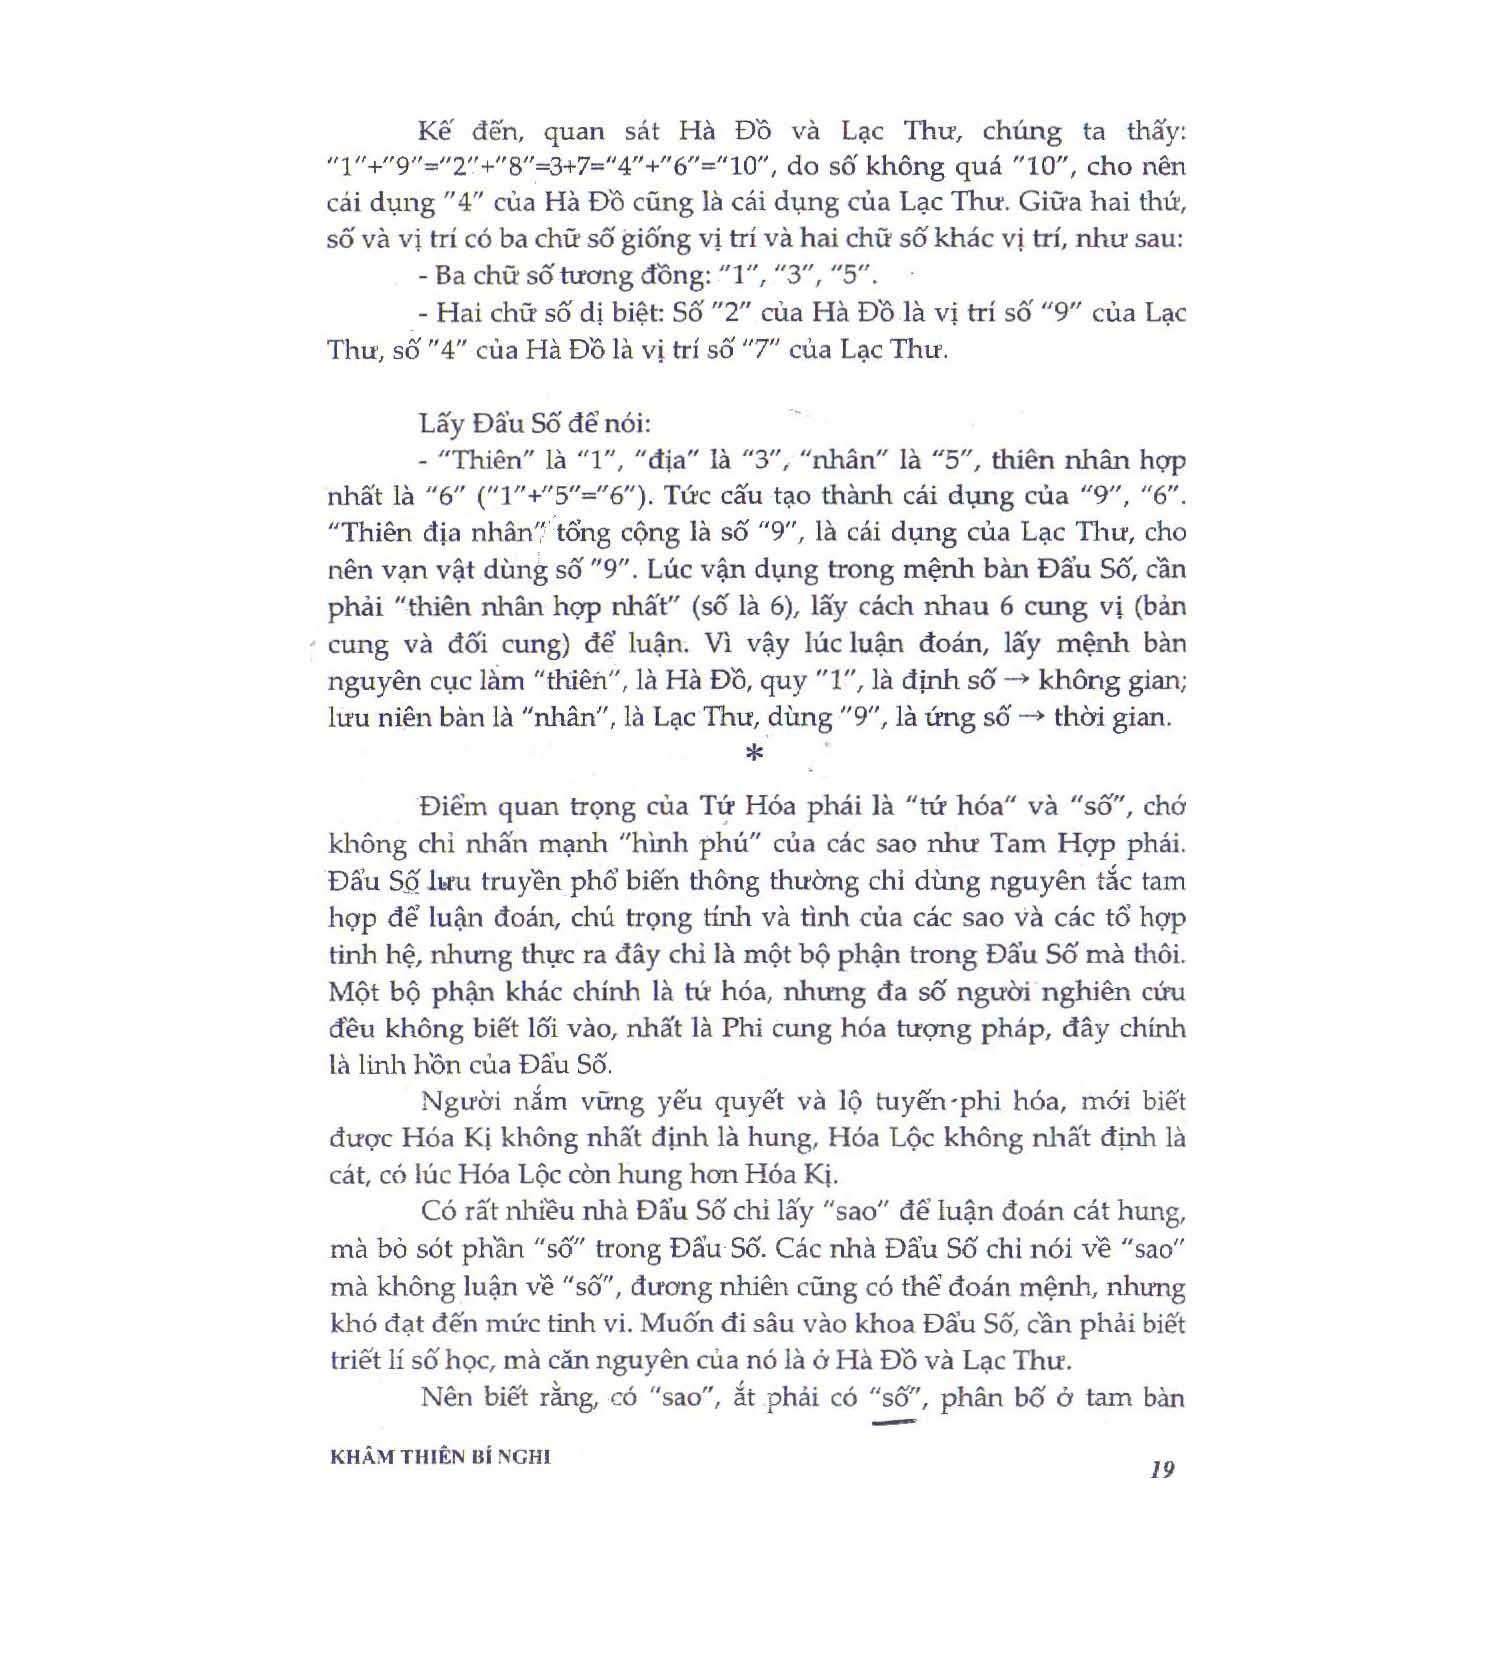 Kế đến, quan sát Hà Đồ và Lạc Thư, chúng ta thấy:
"1"+"9"="2"+"8"=3+7="4"+"6"="10", do số không quá "10", cho nên
cái dụng "4" của Hà Đồ cũng là cái dụng của Lạc Thư. Giữa hai thứ,
số và vị trí có ba chữ số giống vị trí và hai chữ số khác vị trí, như sau:
- Ba chữ số tương đồng: "1", "3", "5".
- Hai chữ số dị biệt: Số "2" của Hà Đồ là vị trí số "9" của Lạc
Thư, số "4" của Hà Đồ là vị trí số "7" của Lạc Thư.
Lấy Đẩu Số để nói:
- "Thiên" là "1", "địa" là "3", "nhân" là "5", thiên nhân hợp
nhất là "6" ("1"+"5"="6"). Tức cấu tạo thành cái dụng của "9", "6".
"Thiên địa nhân" tổng cộng là số "9", là cái dụng của Lạc Thư, cho
nên vạn vật dùng số "9". Lúc vận dụng trong mệnh bàn Đẩu Số, cần
phải "thiên nhân hợp nhất" (số là 6), lấy cách nhau 6 cung vị (bản
cung và đối cung) để luận. Vì vậy lúc luận đoán, lấy mệnh bàn
nguyên cục làm "thiên", là Hà Đồ, quy "1", là định số → không gian;
lưu niên bàn là "nhân", là Lạc Thư, dùng "9", là ứng số → thời gian.
*
Điểm quan trọng của Tứ Hóa phái là "tứ hóa" và "số", chớ
không chỉ nhấn mạnh "hình phú" của các sao như Tam Hợp phái.
Đẩu Số lưu truyền phổ biến thông thường chỉ dùng nguyên tắc tam
hợp để luận đoán, chú trọng tính và tình của các sao và các tổ hợp
tinh hệ, nhưng thực ra đây chỉ là một bộ phận trong Đẩu Số mà thôi.
Một bộ phận khác chính là tứ hóa, nhưng đa số người nghiên cứu
đều không biết lối vào, nhất là Phi cung hóa tượng pháp, đây chính
là linh hồn của Đẩu Số.
Người nắm vững yếu quyết và lộ tuyến phi hóa, mới biết
được Hóa Kị không nhất định là hung, Hóa Lộc không nhất định là
cát, có lúc Hóa Lộc còn hung hơn Hóa Kị.
Có rất nhiều nhà Đẩu Số chỉ lấy "sao" để luận đoán cát hung,
mà bỏ sót phần "số" trong Đẩu Số. Các nhà Đẩu Số chỉ nói về "sao"
mà không luận về "số", đương nhiên cũng có thể đoán mệnh, nhưng
khó đạt đến mức tinh vi. Muốn đi sâu vào khoa Đẩu Số, cần phải biết
triết lí số học, mà căn nguyên của nó là ở Hà Đồ và Lạc Thư.
Nên biết rằng, có "sao", ắt phải có "số", phân bố ở tam bàn
KHÂM THIÊN BÍ NGHI
19